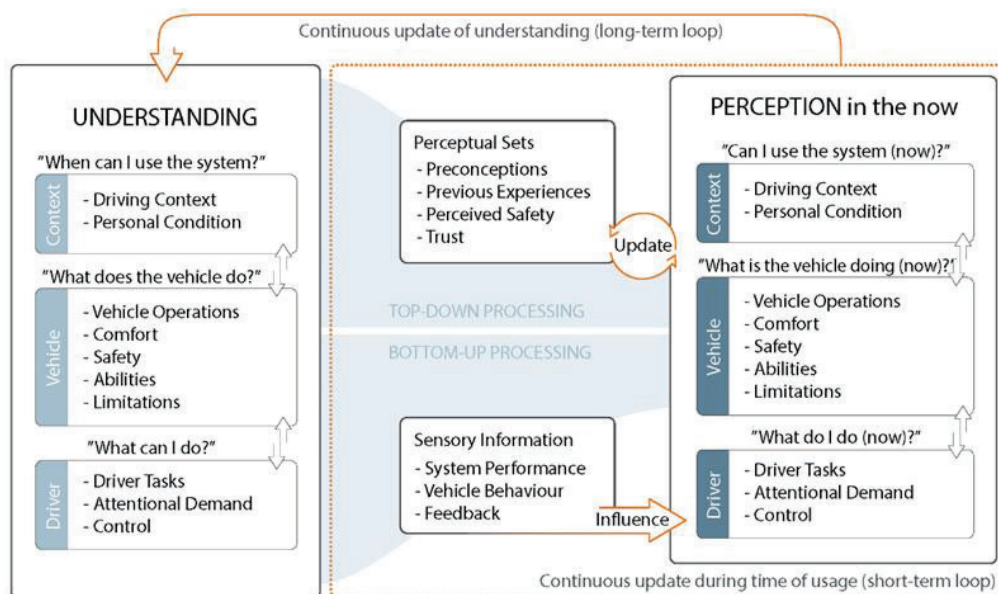 Continuous update of understanding (long-term loop)
UNDERSTANDING
"When can I use the system?"
Context
- Driving Context
- Personal Condition
"What does the vehicle do?"
Vehicle
- Vehicle Operations
- Comfort
- Safety
- Abilities
- Limitations
"What can I do?"
Driver
- Driver Tasks
- Attentional Demand
- Control
Perceptual Sets
- Preconceptions
- Previous Experiences
- Perceived Safety
- Trust
Update
TOP-DOWN PROCESSING
BOTTOM-UP PROCESSING
Sensory Information
- System Performance
- Vehicle Behaviour
- Feedback
Influence
PERCEPTION in the now
"Can I use the system (now)?"
Context
- Driving Context
- Personal Condition
"What is the vehicle doing (now)?"
Vehicle
- Vehicle Operations
- Comfort
- Safety
- Abilities
- Limitations
"What do I do (now)?"
Driver
- Driver Tasks
- Attentional Demand
- Control
Continuous update during time of usage (short-term loop)